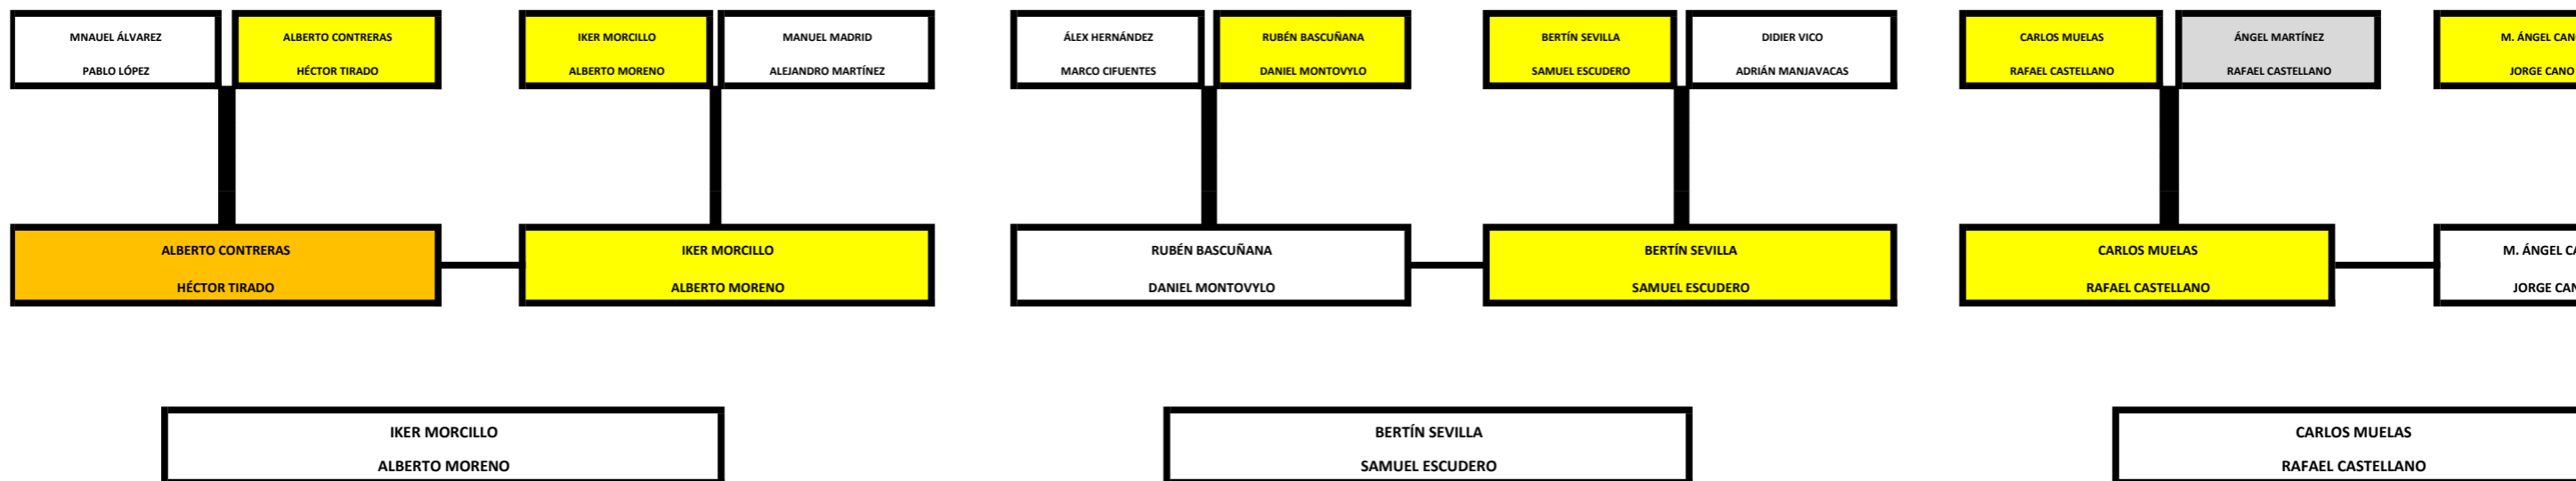 MNAUEL ÁLVAREZ
PABLO LÓPEZ
ALBERTO CONTRERAS
HÉCTOR TIRADO
IKER MORCILLO
ALBERTO MORENO
MANUEL MADRID
ALEJANDRO MARTÍNEZ
ÁLEX HERNÁNDEZ
MARCO CIFUENTES
RUBÉN BASCUÑANA
DANIEL MONTOVYLO
BERTÍN SEVILLA
SAMUEL ESCUDERO
DIDIER VICO
ADRIÁN MANJAVACAS
CARLOS MUELAS
RAFAEL CASTELLANO
ÁNGEL MARTÍNEZ
RAFAEL CASTELLANO
M. ÁNGEL
JORGE CANO
ALBERTO CONTRERAS
HÉCTOR TIRADO
IKER MORCILLO
ALBERTO MORENO
RUBÉN BASCUÑANA
DANIEL MONTOVYLO
BERTÍN SEVILLA
SAMUEL ESCUDERO
CARLOS MUELAS
RAFAEL CASTELLANO
M. ÁNGEL
JORGE
IKER MORCILLO
ALBERTO MORENO
BERTÍN SEVILLA
SAMUEL ESCUDERO
CARLOS MUELAS
RAFAEL CASTELLANO